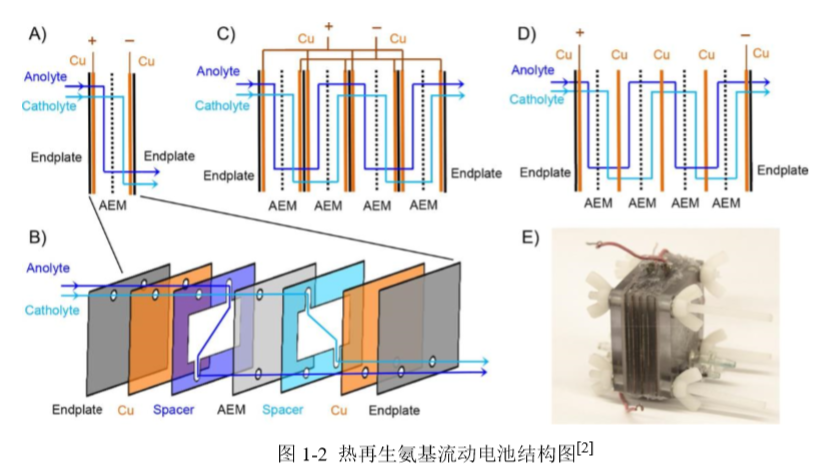 A)
+ −
Cu Cu
Anolyte
Catholyte
Endplate Endplate
AEM
C)
+ −
Cu Cu
Anolyte
Catholyte
Endplate Endplate
AEM AEM AEM AEM
D)
+ −
Cu Cu Cu Cu Cu
Anolyte
Catholyte
Endplate Endplate
AEM AEM AEM AEM
B)
Anolyte
Catholyte
Endplate Cu Spacer AEM Spacer Cu Endplate
E)
图 1-2 热再生氨基流动电池结构图[2]